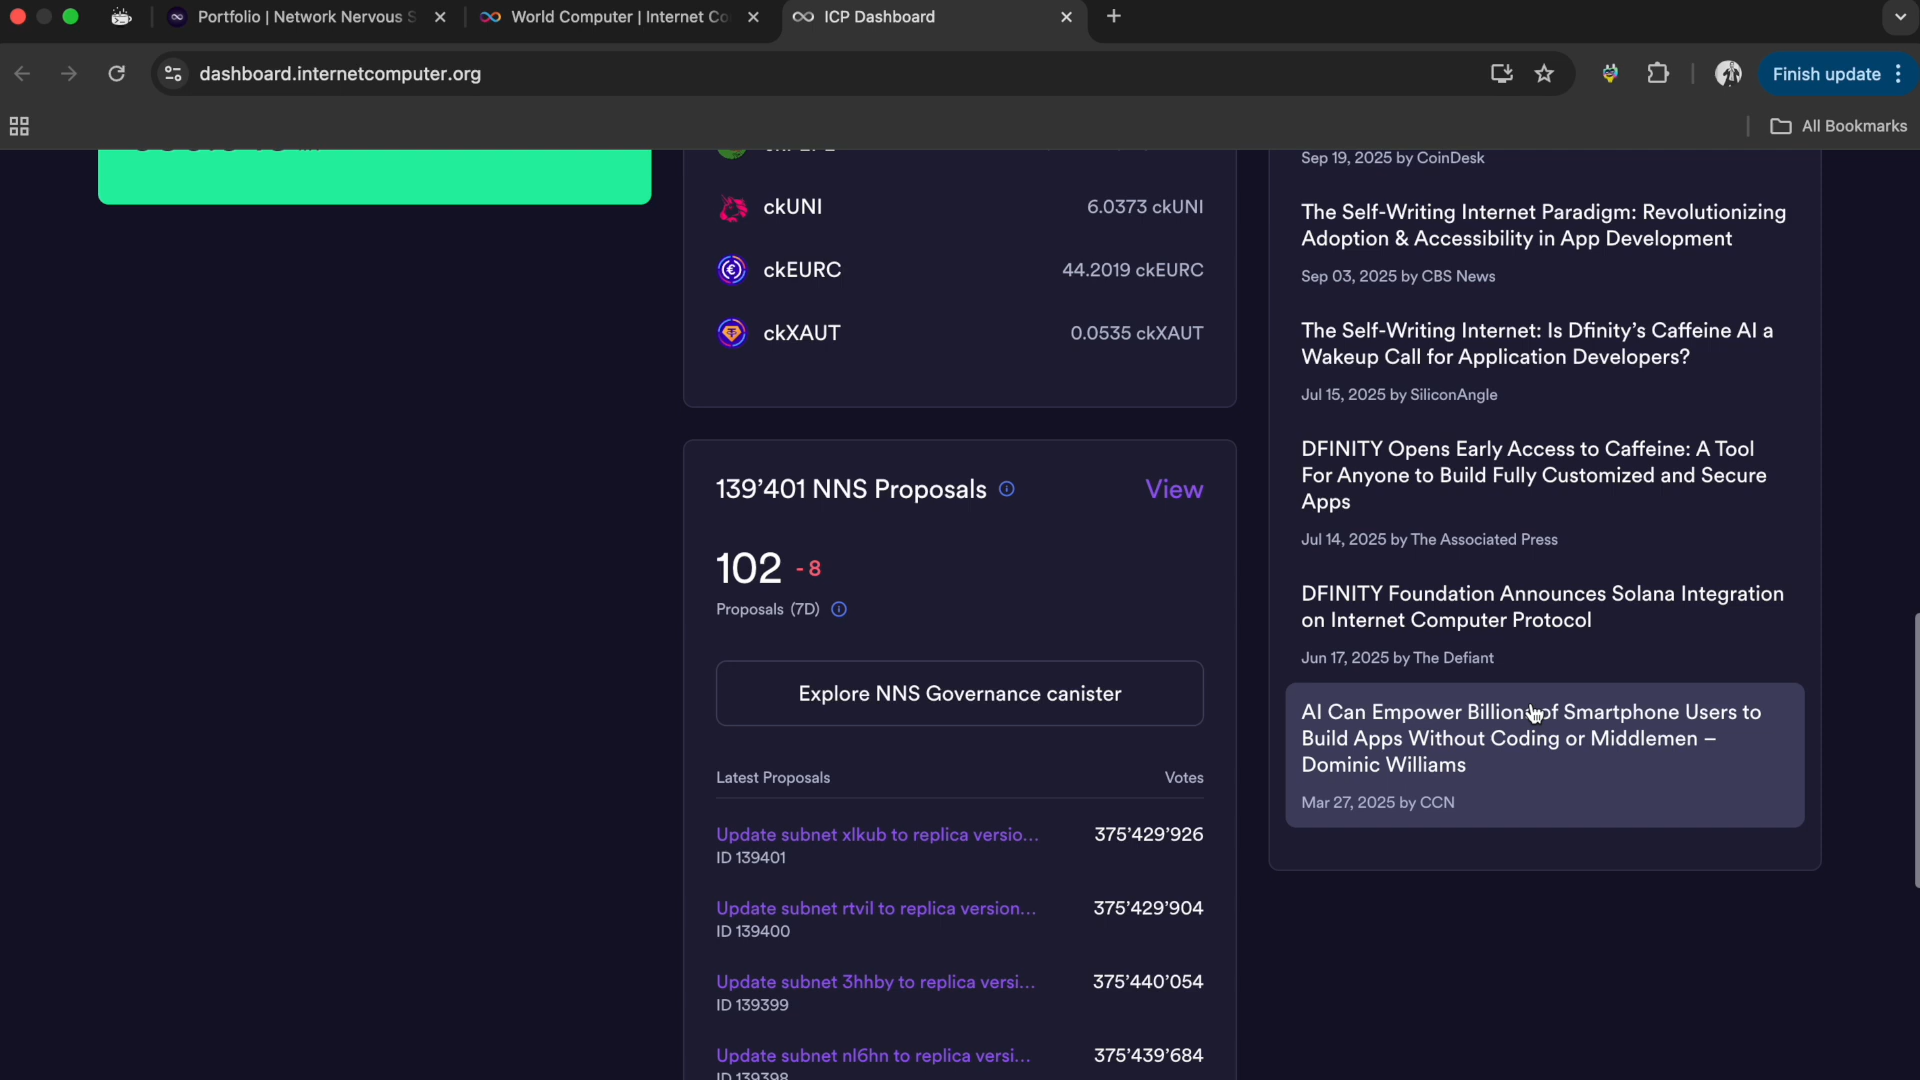 Portfolio | Network Nervous S
World Computer | Internet Co
ICP Dashboard
dashboard.internetcomputer.org
Finish update
All Bookmarks
ckUNI
6.0373 ckUNI
ckEURC
44.2019 ckEURC
ckXAUT
0.0535 ckXAUT
139’401 NNS Proposals
View
102 - 8
Proposals (7D)
Explore NNS Governance canister
Latest Proposals
Votes
Update subnet xlkub to replica versio...
375’429’926
ID 139401
Update subnet rtvil to replica version...
375’429’904
ID 139400
Update subnet 3hhby to replica versi...
375’440’054
ID 139399
Update subnet nl6hn to replica versi...
375’439’684
ID 139398
Sep 19, 2025 by CoinDesk
The Self-Writing Internet Paradigm: Revolutionizing
Adoption & Accessibility in App Development
Sep 03, 2025 by CBS News
The Self-Writing Internet: Is Dfinity’s Caffeine AI a
Wakeup Call for Application Developers?
Jul 15, 2025 by SiliconAngle
DFINITY Opens Early Access to Caffeine: A Tool
For Anyone to Build Fully Customized and Secure
Apps
Jul 14, 2025 by The Associated Press
DFINITY Foundation Announces Solana Integration
on Internet Computer Protocol
Jun 17, 2025 by The Defiant
AI Can Empower Billions of Smartphone Users to
Build Apps Without Coding or Middlemen –
Dominic Williams
Mar 27, 2025 by CCN